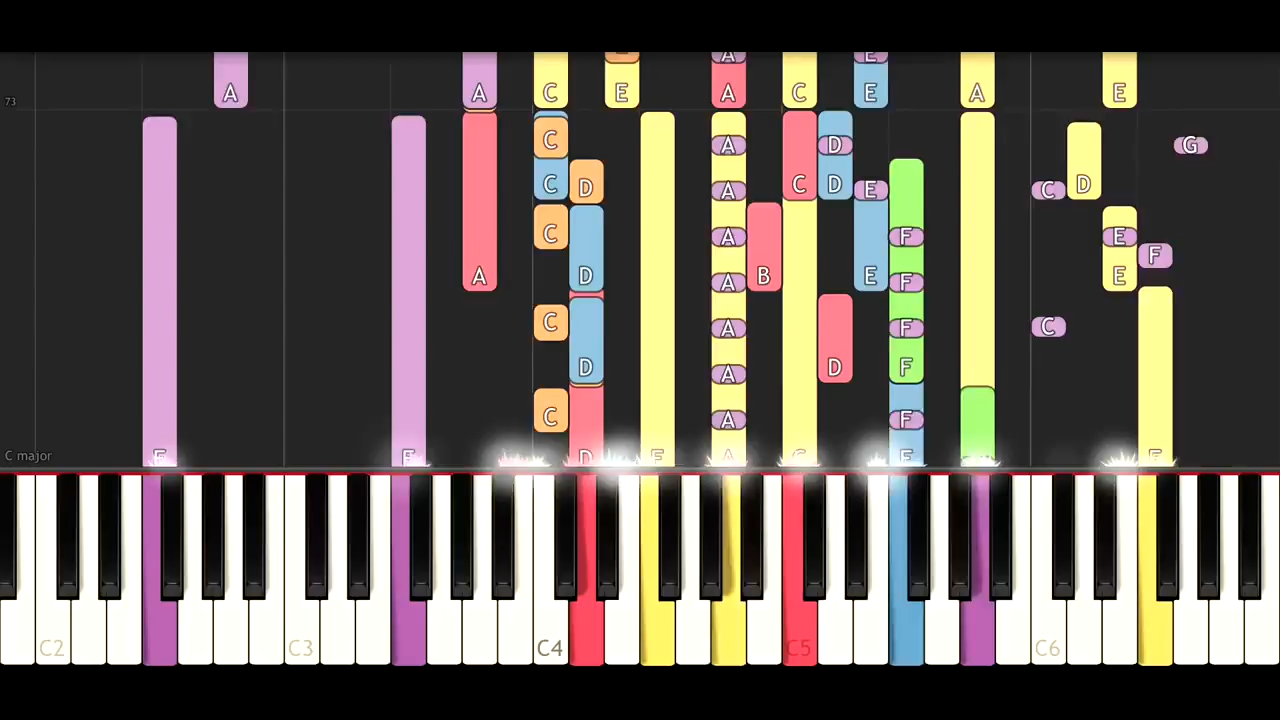 A A C E A A C E E A E
73
C A D G
C D C D A E C D
C A F E F
A D B A E F E
C A F C
D D A F
C A F
C major F F D F A C F F
C2 C3 C4 C5 C6